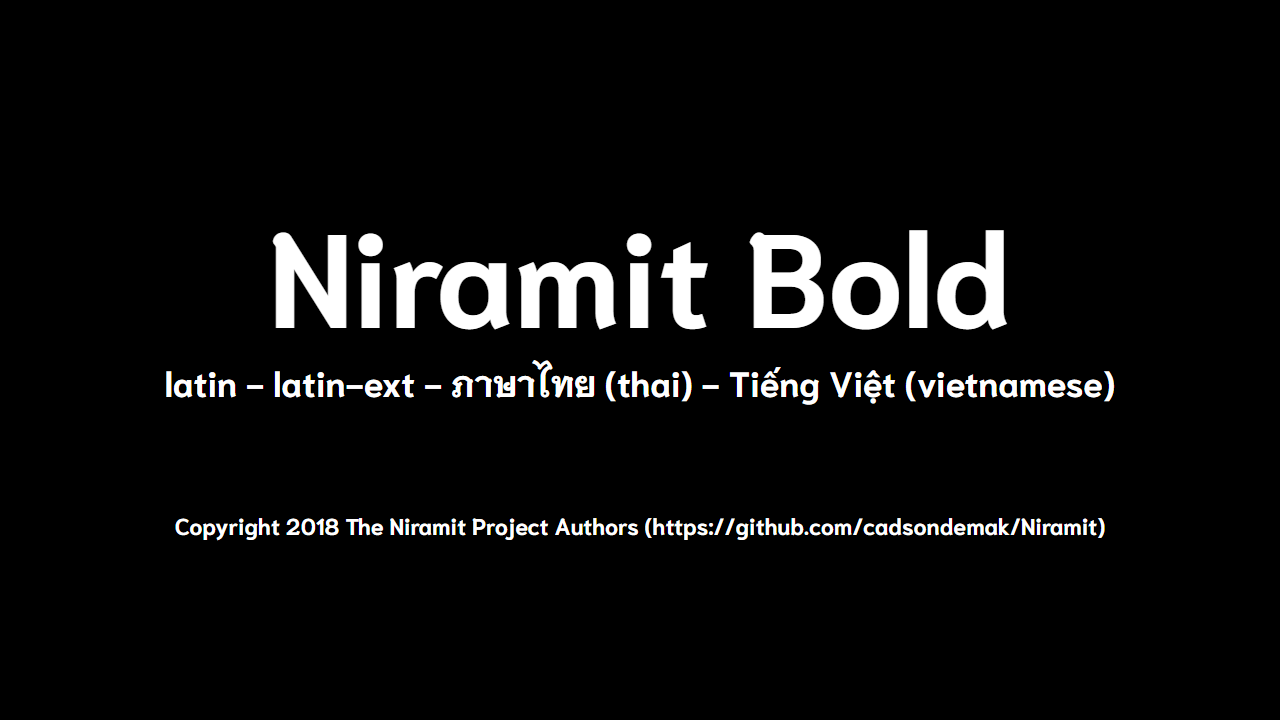 Niramit Bold
latin - latin-ext - ภาษาไทย (thai) - Tiếng Việt (vietnamese)
Copyright 2018 The Niramit Project Authors (https://github.com/cadsondemak/Niramit)